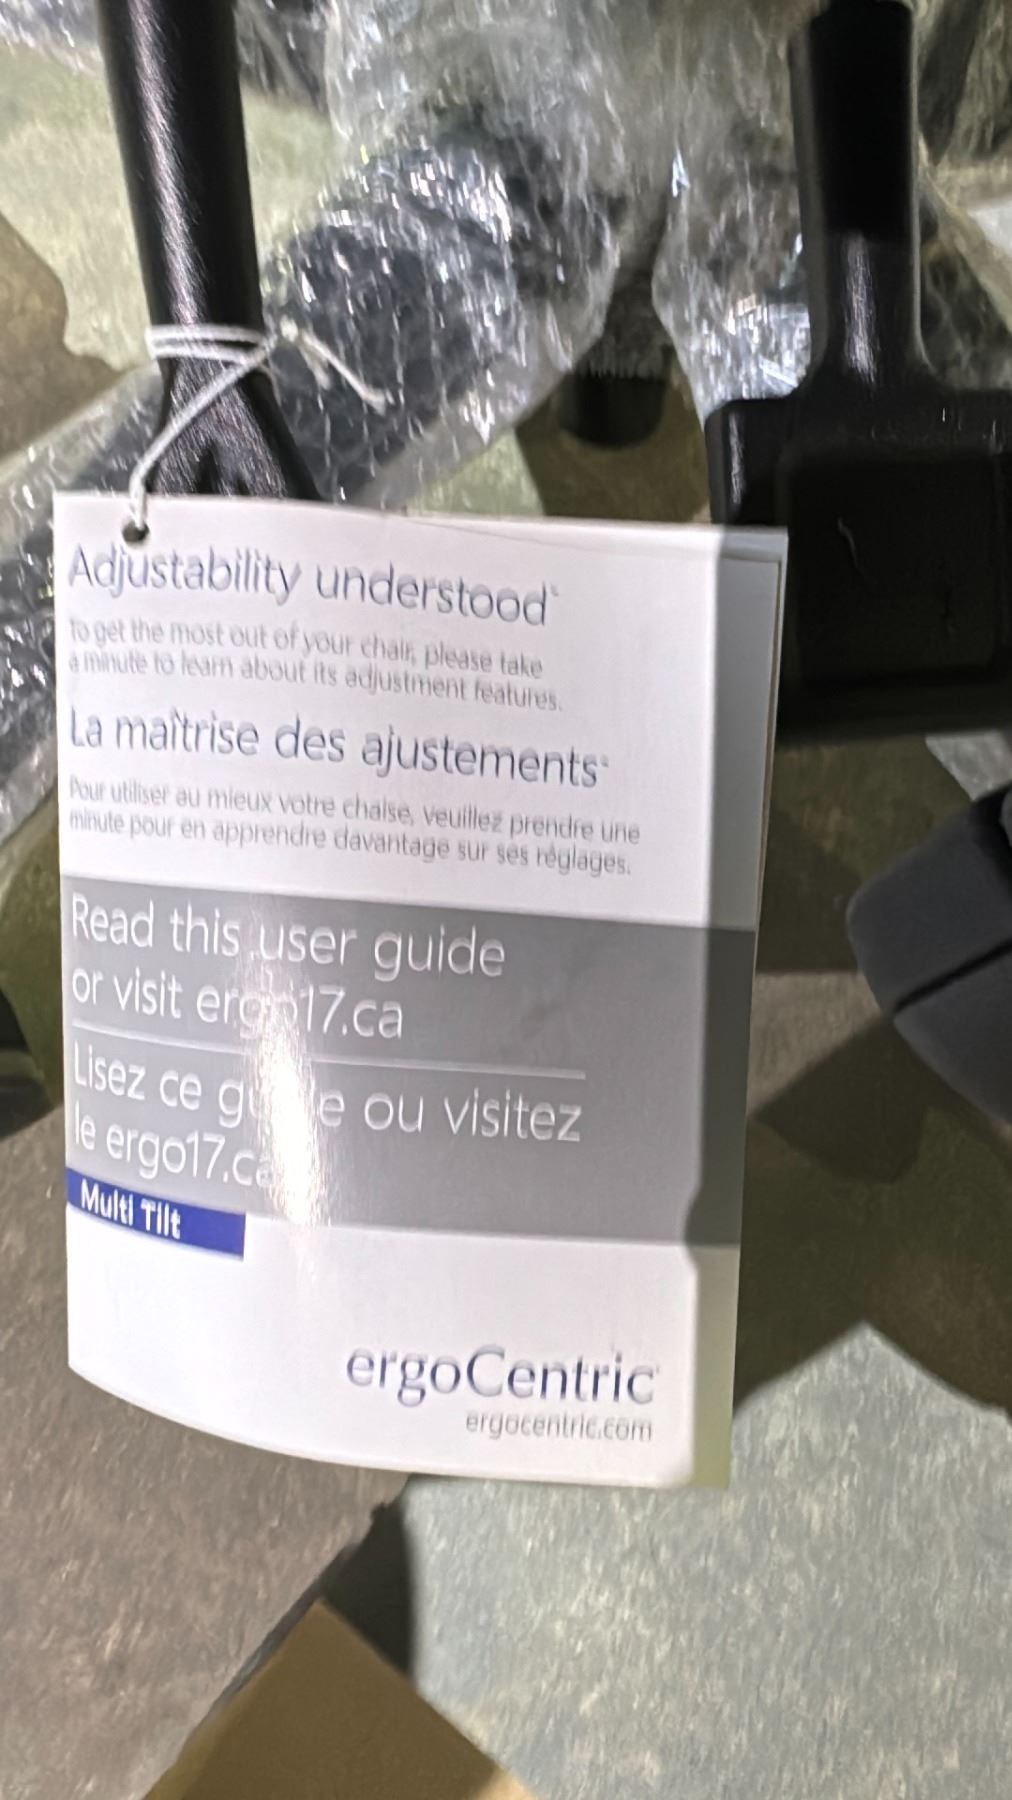 Adjustability understood
to get the most out of your chair, please take
a minute to learn about its adjustment features.
La maîtrise des ajustements
Pour utiliser au mieux votre chaise, veuillez prendre une
minute pour en apprendre davantage sur ses réglages.
Read this user guide
or visit ergo17.ca
Lisez ce guide ou visitez
le ergo17.ca
Multi Tilt
ergoCentric
ergocentric.com